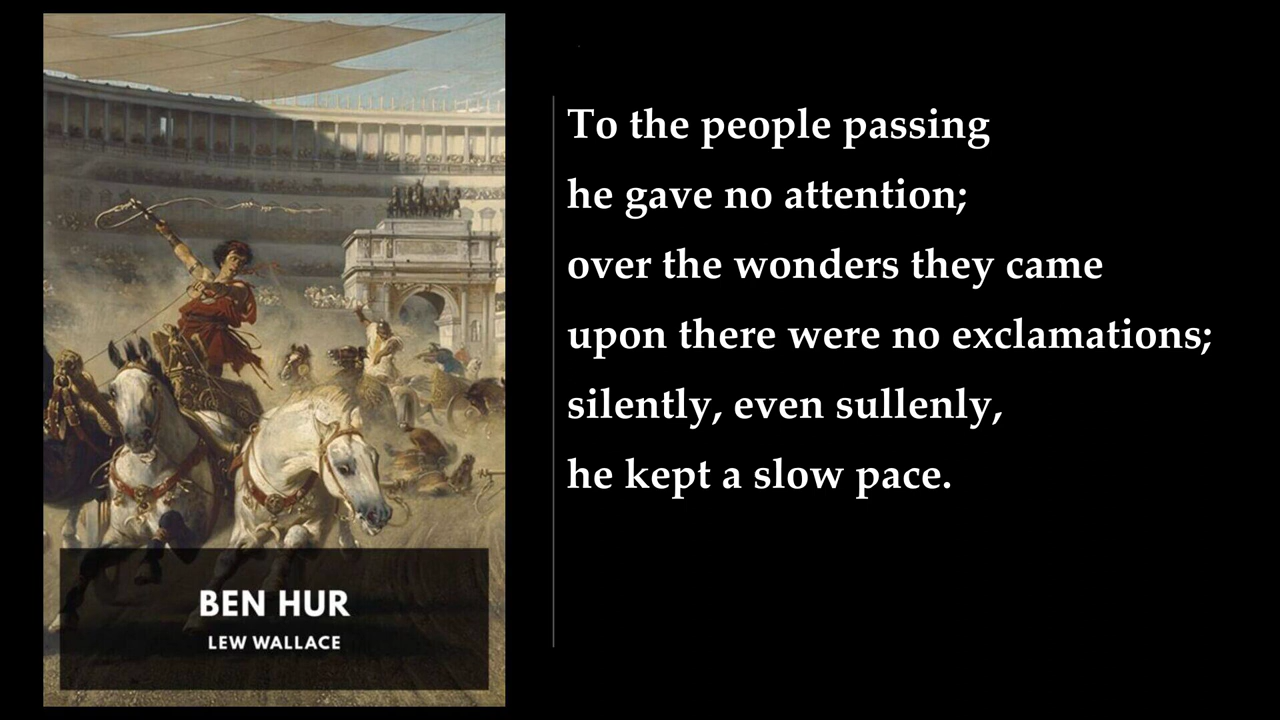 BEN HUR
LEW WALLACE
To the people passing
he gave no attention;
over the wonders they came
upon there were no exclamations;
silently, even sullenly,
he kept a slow pace.